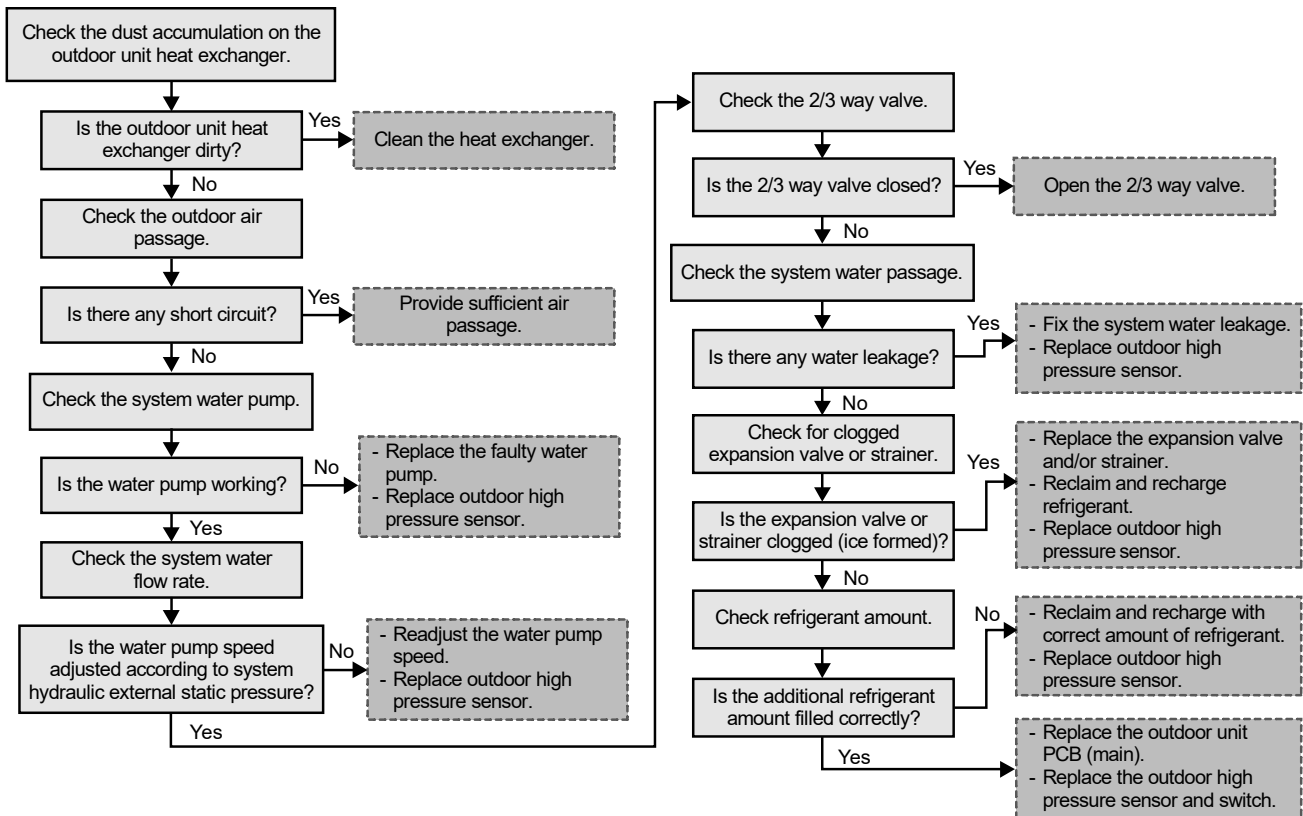 Check the dust accumulation on the
outdoor unit heat exchanger.
Is the outdoor unit heat
exchanger dirty?
Yes
Clean the heat exchanger.
No
Check the outdoor air
passage.
Is there any short circuit?
Yes
Provide sufficient air
passage.
No
Check the system water pump.
Is the water pump working?
No
- Replace the faulty water
pump.
- Replace outdoor high
pressure sensor.
Yes
Check the system water
flow rate.
Is the water pump speed
adjusted according to system
hydraulic external static pressure?
No
- Readjust the water pump
speed.
- Replace outdoor high
pressure sensor.
Yes
Check the 2/3 way valve.
Is the 2/3 way valve closed?
Yes
Open the 2/3 way valve.
No
Check the system water passage.
Is there any water leakage?
Yes
- Fix the system water leakage.
- Replace outdoor high
pressure sensor.
No
Check for clogged
expansion valve or strainer.
Is the expansion valve or
strainer clogged (ice formed)?
Yes
- Replace the expansion valve
and/or strainer.
- Reclaim and recharge
refrigerant.
- Replace outdoor high
pressure sensor.
No
Check refrigerant amount.
Is the additional refrigerant
amount filled correctly?
No
- Reclaim and recharge with
correct amount of refrigerant.
- Replace outdoor high
pressure sensor.
Yes
- Replace the outdoor unit
PCB (main).
- Replace the outdoor high
pressure sensor and switch.